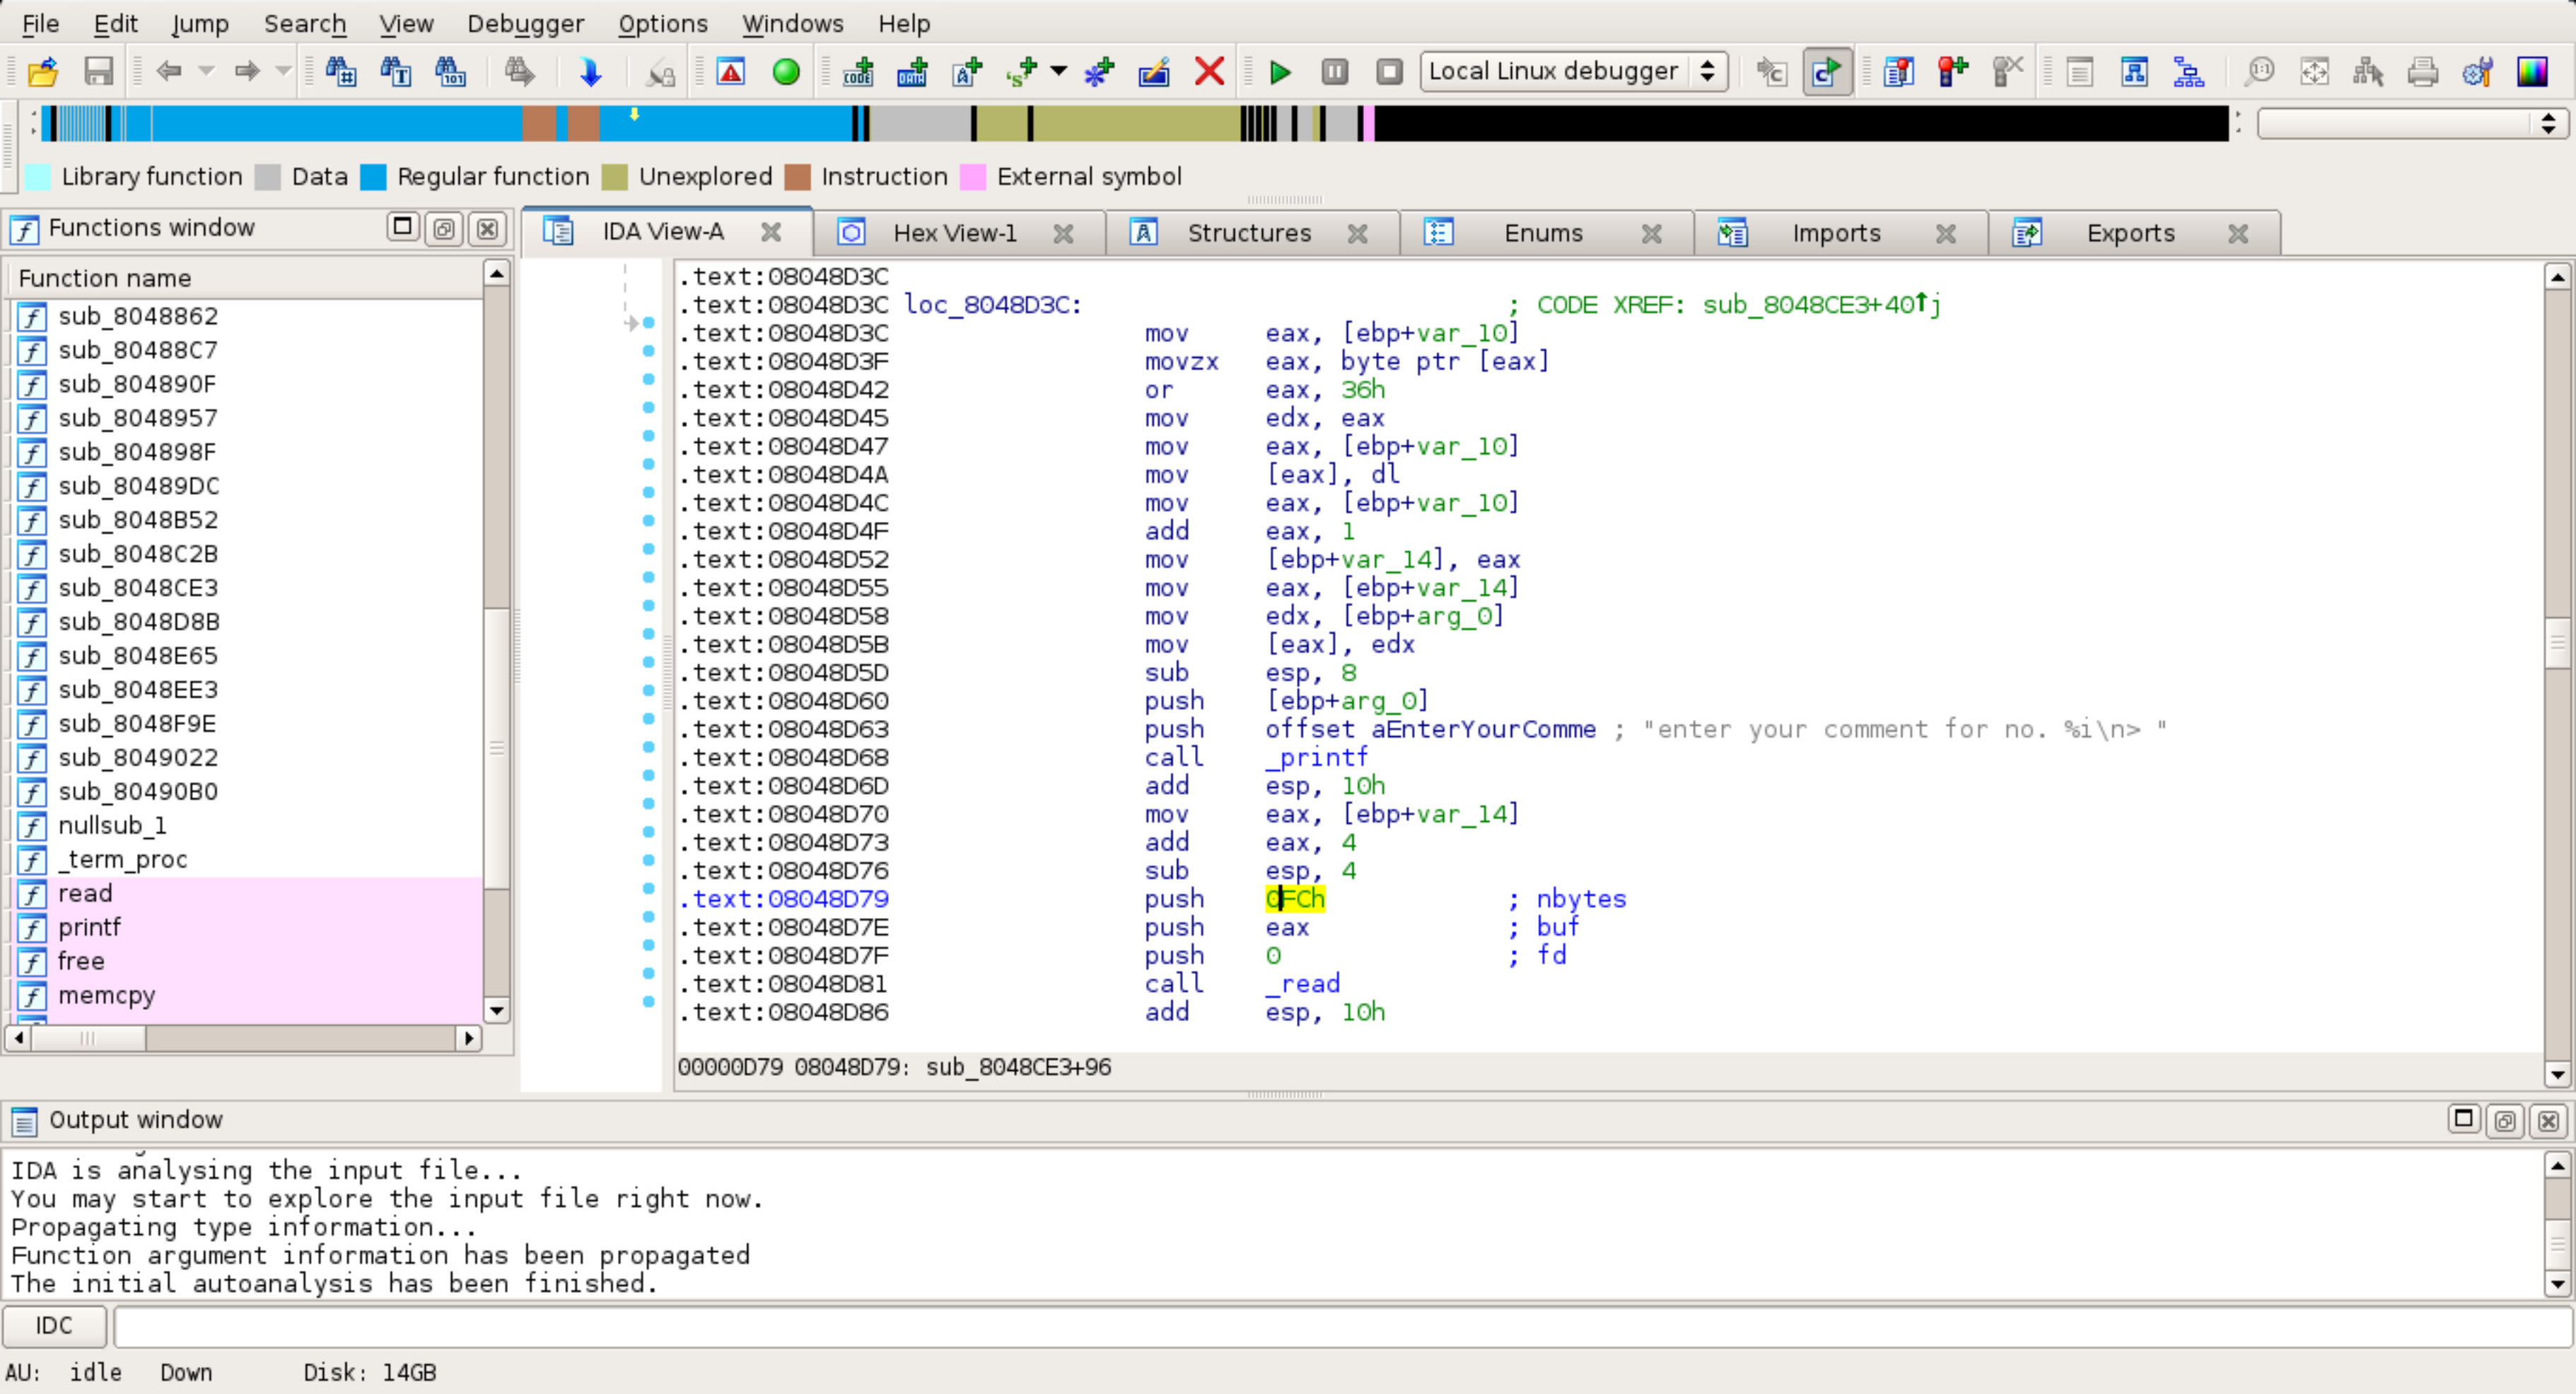 File Edit Jump Search View Debugger Options Windows Help
Local Linux debugger
Library function Data Regular function Unexplored Instruction External symbol
Functions window
IDA View-A Hex View-1 Structures Enums Imports Exports
Function name
sub_8048862
sub_80488C7
sub_804890F
sub_8048957
sub_804898F
sub_80489DC
sub_8048B52
sub_8048C2B
sub_8048CE3
sub_8048D8B
sub_8048E65
sub_8048EE3
sub_8048F9E
sub_8049022
sub_80490B0
nullsub_1
_term_proc
read
printf
free
memcpy
.text:08048D3C
.text:08048D3C loc_8048D3C: ; CODE XREF: sub_8048CE3+40↑j
.text:08048D3C mov eax, [ebp+var_10]
.text:08048D3F movzx eax, byte ptr [eax]
.text:08048D42 or eax, 36h
.text:08048D45 mov edx, eax
.text:08048D47 mov eax, [ebp+var_10]
.text:08048D4A mov [eax], dl
.text:08048D4C mov eax, [ebp+var_10]
.text:08048D4F add eax, 1
.text:08048D52 mov [ebp+var_14], eax
.text:08048D55 mov eax, [ebp+var_14]
.text:08048D58 mov edx, [ebp+arg_0]
.text:08048D5B mov [eax], edx
.text:08048D5D sub esp, 8
.text:08048D60 push [ebp+arg_0]
.text:08048D63 push offset aEnterYourComme ; "enter your comment for no. %i\n> "
.text:08048D68 call _printf
.text:08048D6D add esp, 10h
.text:08048D70 mov eax, [ebp+var_14]
.text:08048D73 add eax, 4
.text:08048D76 sub esp, 4
.text:08048D79 push 0FCh ; nbytes
.text:08048D7E push eax ; buf
.text:08048D7F push 0 ; fd
.text:08048D81 call _read
.text:08048D86 add esp, 10h
00000D79 08048D79: sub_8048CE3+96
Output window
IDA is analysing the input file...
You may start to explore the input file right now.
Propagating type information...
Function argument information has been propagated
The initial autoanalysis has been finished.
IDC
AU: idle Down Disk: 14GB